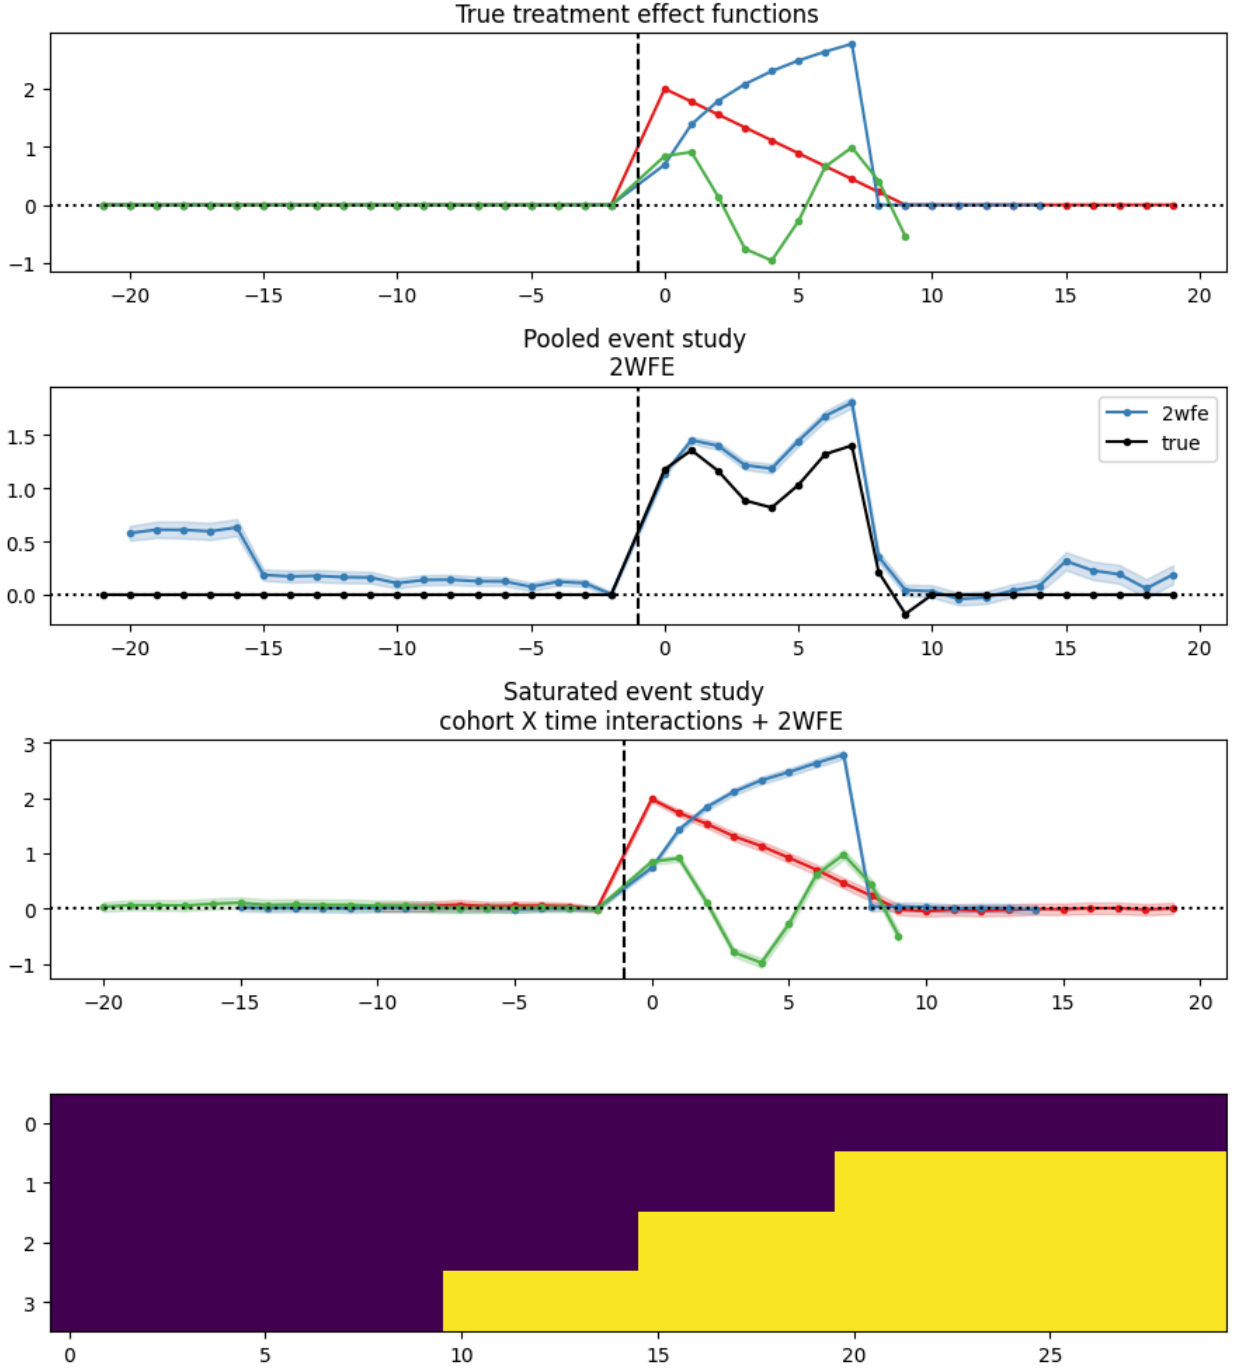 True treatment effect functions
2
1
0
−1
−20 −15 −10 −5 0 5 10 15 20
Pooled event study
2WFE
1.5
1.0
0.5
0.0
2wfe
true
−20 −15 −10 −5 0 5 10 15 20
Saturated event study
cohort X time interactions + 2WFE
3
2
1
0
−1
−20 −15 −10 −5 0 5 10 15 20
0
1
2
3
0 5 10 15 20 25